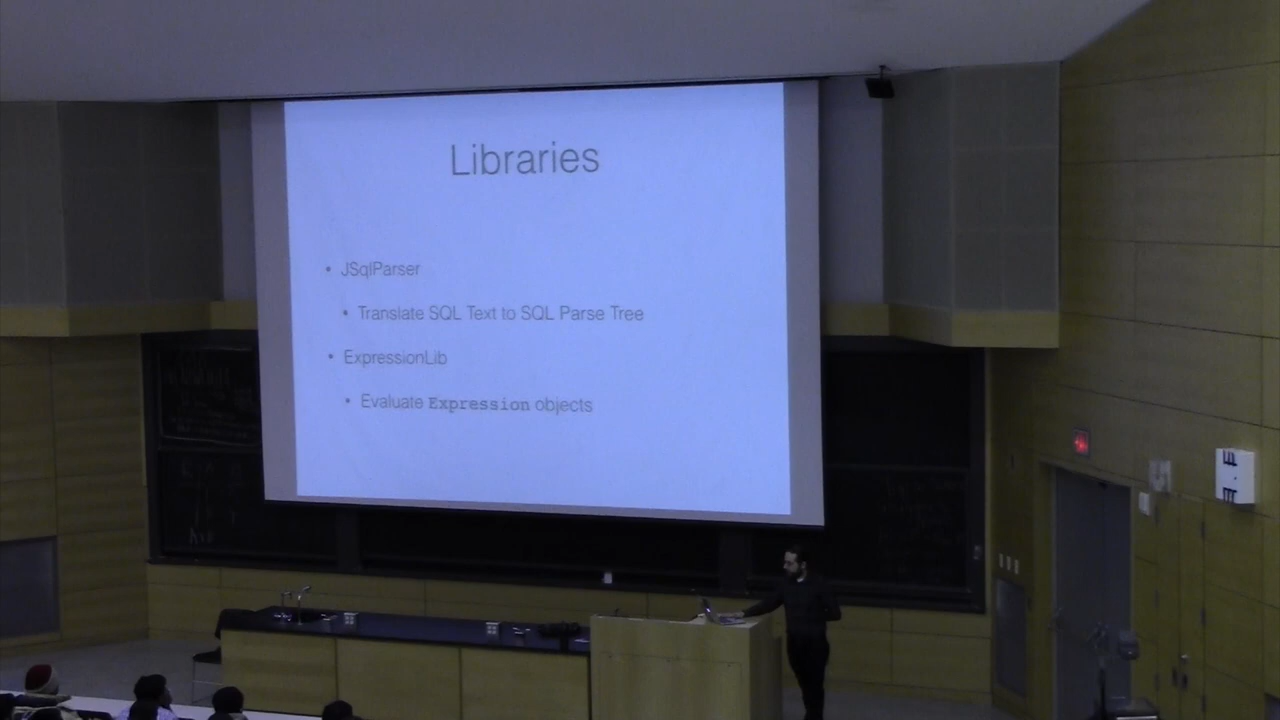 Libraries
• JSqlParser
• Translate SQL Text to SQL Parse Tree
• ExpressionLib
• Evaluate Expression objects